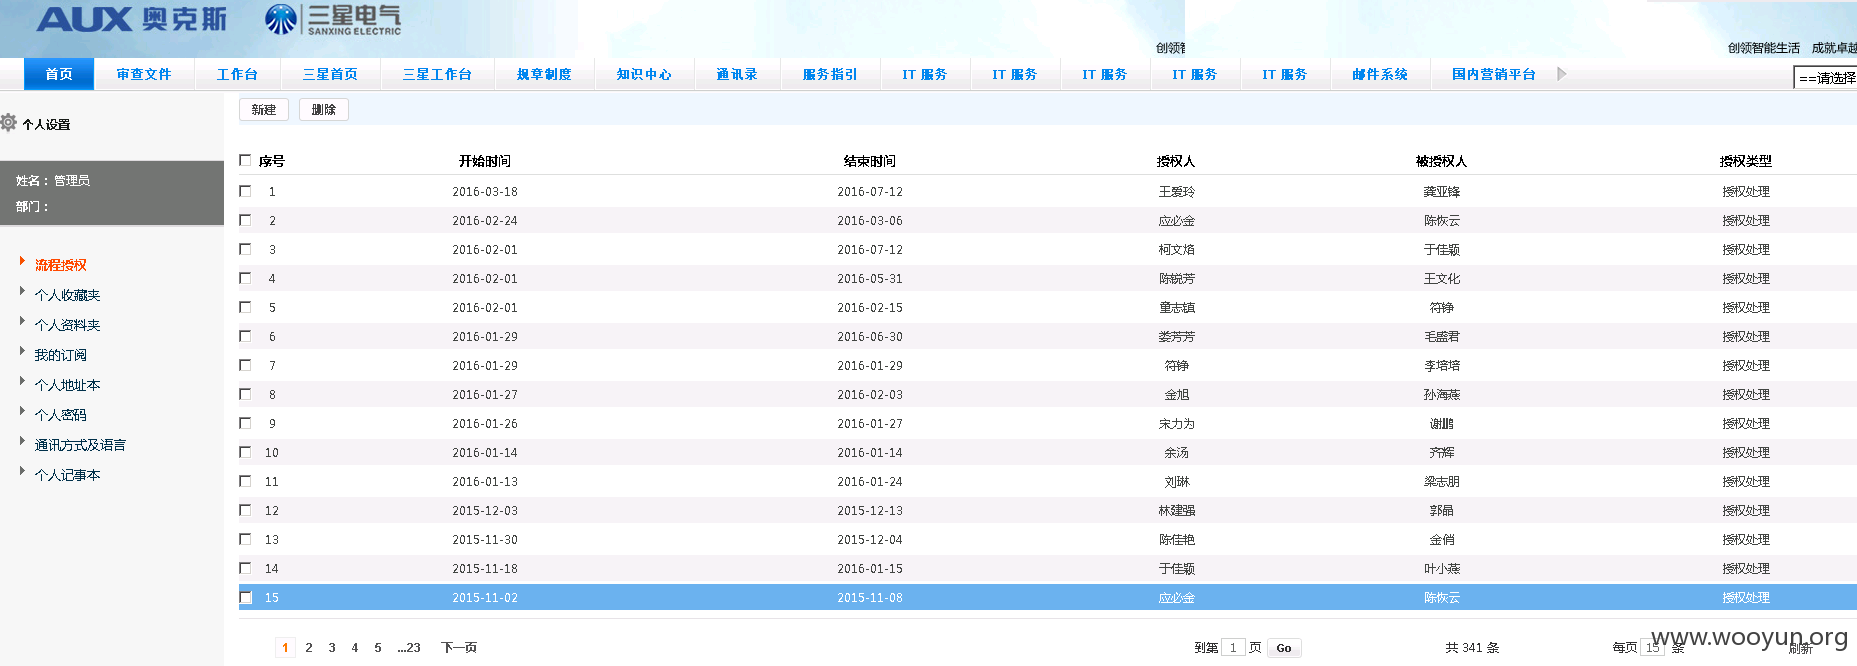 AUX 奥克斯 三星电气 SANXING ELECTRIC
创领智 创领智能生活 成就卓越
首页 审查文件 工作台 三星首页 三星工作台 规章制度 知识中心 通讯录 服务指引 IT 服务 IT 服务 IT 服务 IT 服务 IT 服务 邮件系统 国内营销平台 ==请选择
新建 删除
个人设置
姓名：管理员
部门：
流程授权
个人收藏夹
个人资料夹
我的订阅
个人地址本
个人密码
通讯方式及语言
个人记事本
序号 开始时间 结束时间 授权人 被授权人 授权类型
1 2016-03-18 2016-07-12 王爱玲 龚亚锋 授权处理
2 2016-02-24 2016-03-06 应必金 陈恢云 授权处理
3 2016-02-01 2016-07-12 柯文焰 于佳颖 授权处理
4 2016-02-01 2016-05-31 陈锐芳 王文化 授权处理
5 2016-02-01 2016-02-15 童志镇 符铮 授权处理
6 2016-01-29 2016-06-30 娄芳芳 毛盛君 授权处理
7 2016-01-29 2016-01-29 符铮 李培培 授权处理
8 2016-01-27 2016-02-03 金旭 孙海燕 授权处理
9 2016-01-26 2016-01-27 宋力为 谢鹏 授权处理
10 2016-01-14 2016-01-14 余汤 齐辉 授权处理
11 2016-01-13 2016-01-24 刘琳 梁志朋 授权处理
12 2015-12-03 2015-12-13 林建强 郭晶 授权处理
13 2015-11-30 2015-12-04 陈佳艳 金俏 授权处理
14 2015-11-18 2016-01-15 于佳颖 叶小燕 授权处理
15 2015-11-02 2015-11-08 应必金 陈恢云 授权处理
1 2 3 4 5 ...23 下一页 到第 1 页 Go 共 341 条 每页 15 条 刷新
www.wooyun.org